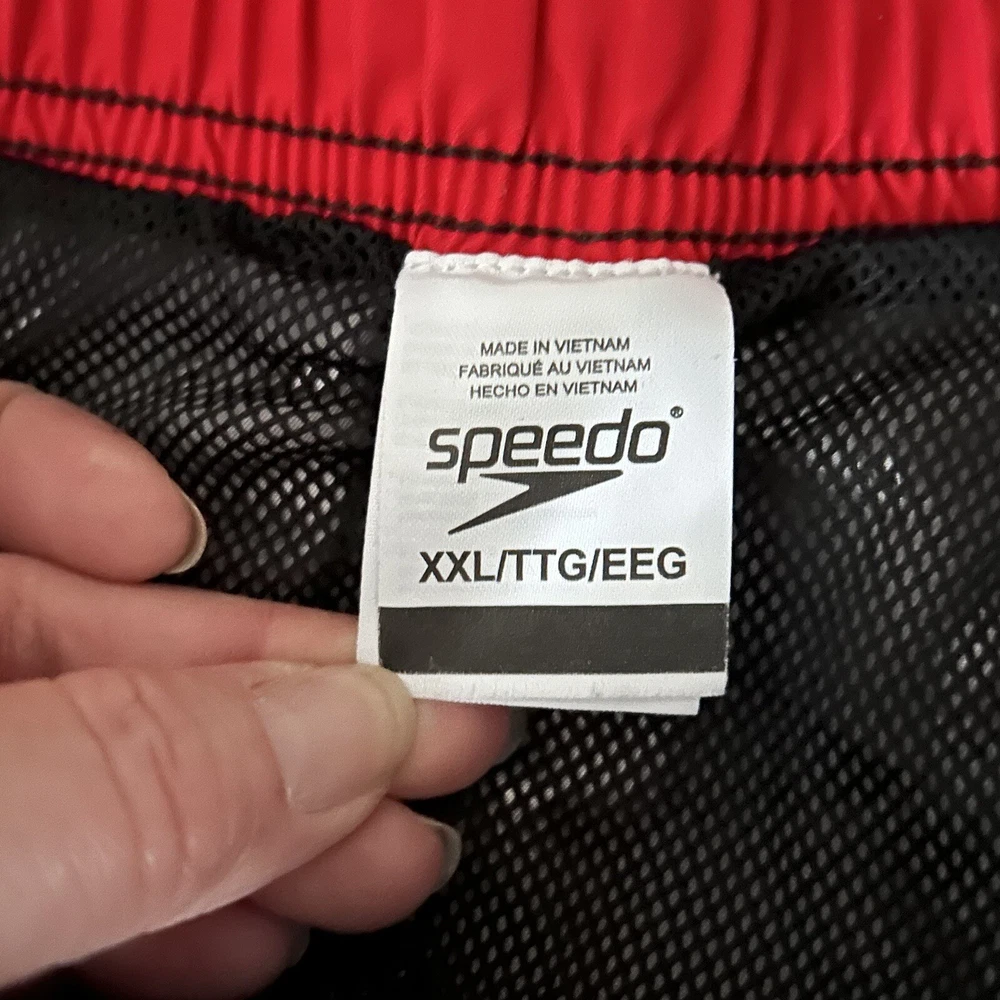 MADE IN VIETNAM
FABRIQUÉ AU VIETNAM
HECHO EN VIETNAM
speedo®
XXL/TTG/EEG